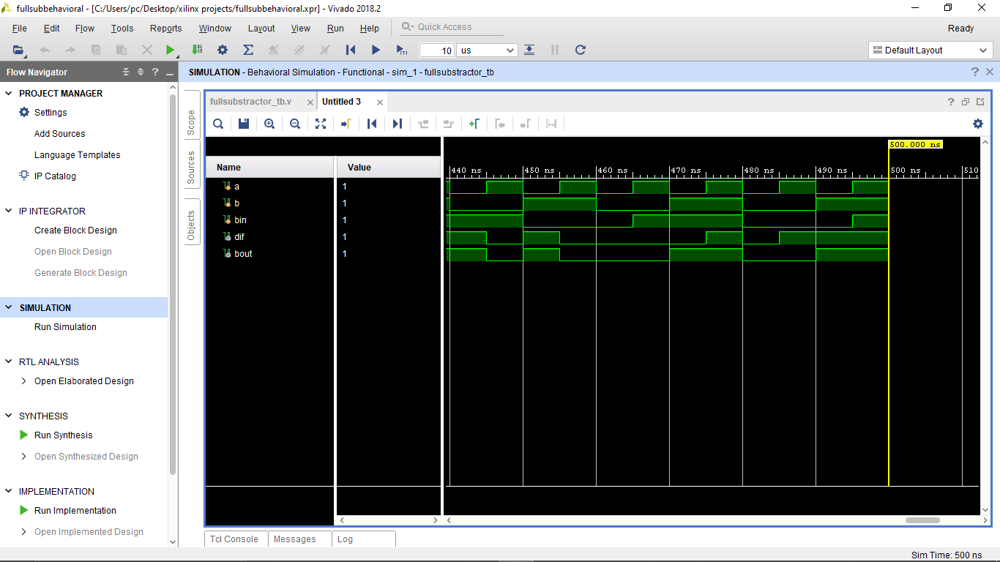 fullsubbehavioral - [C:/Users/pc/Desktop/xilinx projects/fullsubbehavioral.xpr] - Vivado 2018.2
File Edit Flow Tools Reports Window Layout View Run Help Quick Access Ready
10 us Default Layout
Flow Navigator
SIMULATION - Behavioral Simulation - Functional - sim_1 - fullsubstractor_tb
PROJECT MANAGER
Settings
Add Sources
Language Templates
IP Catalog
IP INTEGRATOR
Create Block Design
Open Block Design
Generate Block Design
SIMULATION
Run Simulation
RTL ANALYSIS
Open Elaborated Design
SYNTHESIS
Run Synthesis
Open Synthesized Design
IMPLEMENTATION
Run Implementation
Open Implemented Design
Scope
Sources
Objects
fullsubstractor_tb.v Untitled 3
500.000 ns
Name Value
440 ns 450 ns 460 ns 470 ns 480 ns 490 ns 500 ns 510
a 1
b 1
bin 1
dif 1
bout 1
Tcl Console Messages Log
Sim Time: 500 ns